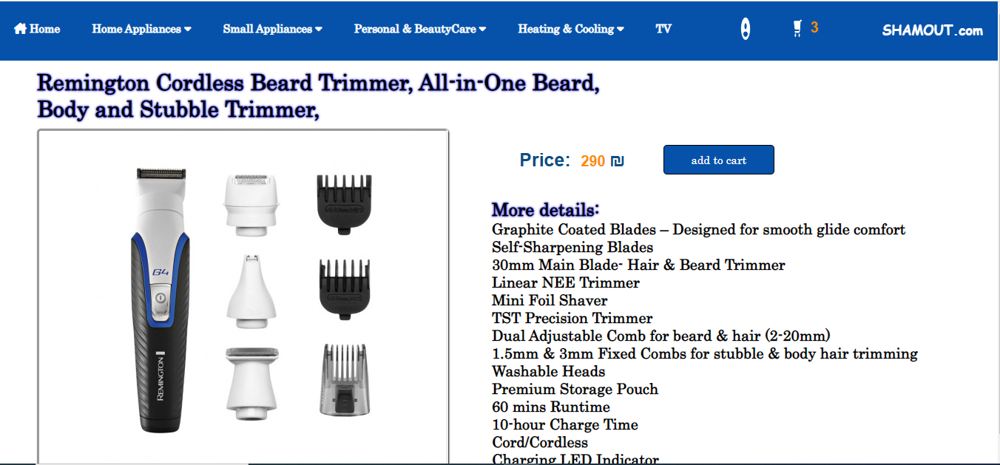 Home
Home Appliances
Small Appliances
Personal & BeautyCare
Heating & Cooling
TV
3
SHAMOUT.com
Remington Cordless Beard Trimmer, All-in-One Beard,
Body and Stubble Trimmer,
G4
REMINGTON
Price: 290 ₪
add to cart
More details:
Graphite Coated Blades – Designed for smooth glide comfort
Self-Sharpening Blades
30mm Main Blade- Hair & Beard Trimmer
Linear NEE Trimmer
Mini Foil Shaver
TST Precision Trimmer
Dual Adjustable Comb for beard & hair (2-20mm)
1.5mm & 3mm Fixed Combs for stubble & body hair trimming
Washable Heads
Premium Storage Pouch
60 mins Runtime
10-hour Charge Time
Cord/Cordless
Charging LED Indicator